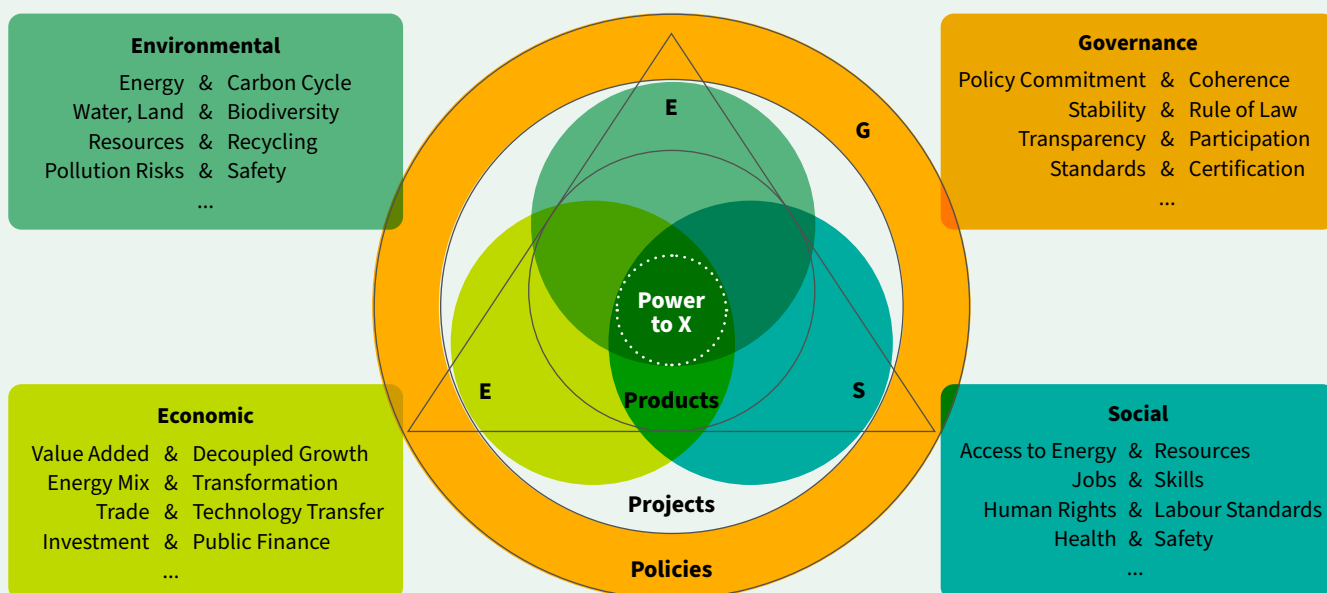 Environmental
Energy & Carbon Cycle
Water, Land & Biodiversity
Resources & Recycling
Pollution Risks & Safety
...
Governance
Policy Commitment & Coherence
Stability & Rule of Law
Transparency & Participation
Standards & Certification
...
E
G
Power
to X
E
S
Products
Projects
Policies
Economic
Value Added & Decoupled Growth
Energy Mix & Transformation
Trade & Technology Transfer
Investment & Public Finance
...
Social
Access to Energy & Resources
Jobs & Skills
Human Rights & Labour Standards
Health & Safety
...